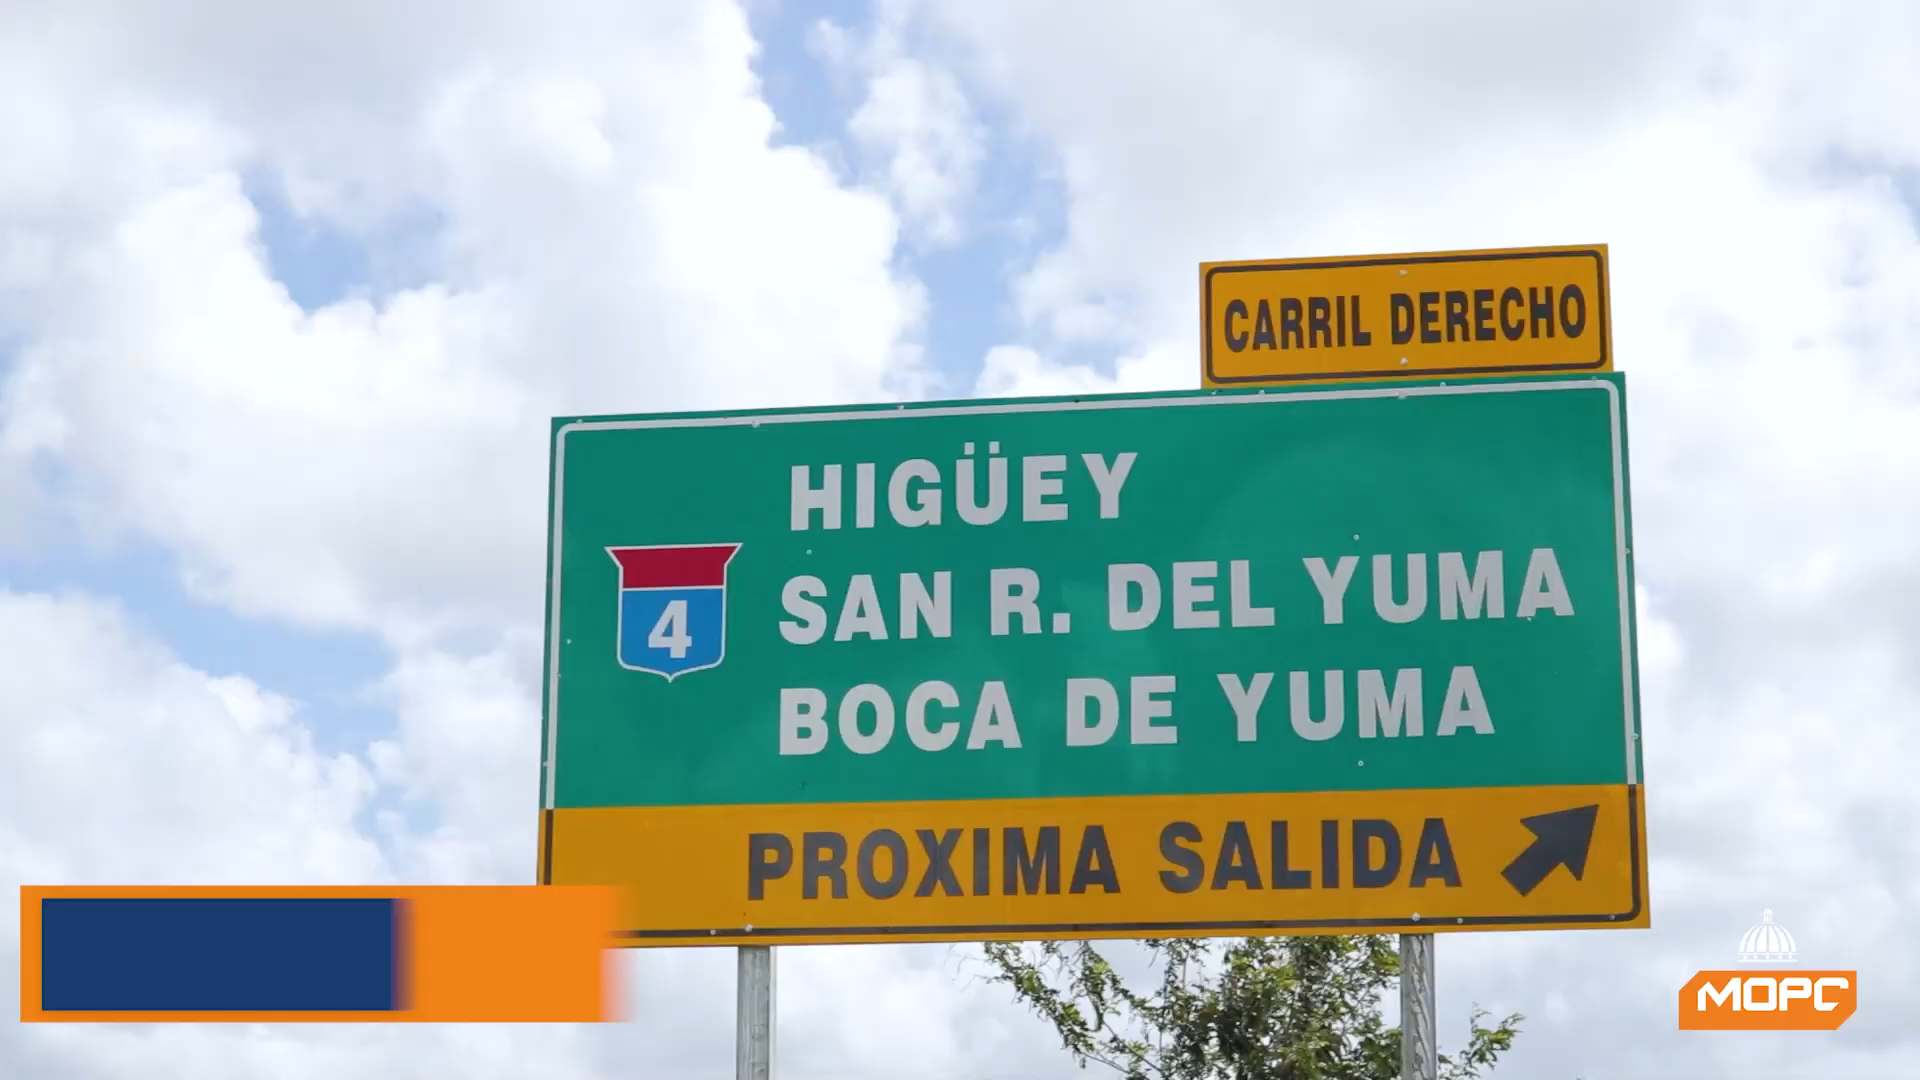 CARRIL DERECHO
HIGÜEY
4
SAN R. DEL YUMA
BOCA DE YUMA
PROXIMA SALIDA
MOPC